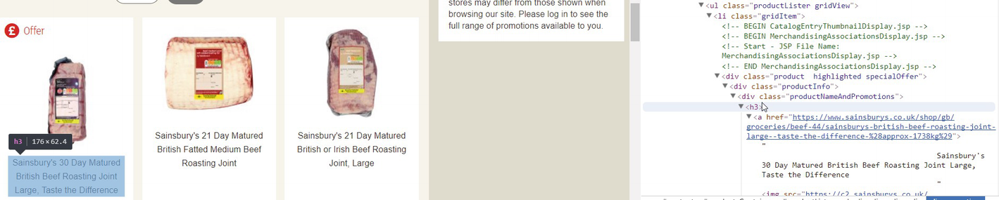 £ Offer
h3 176×62.4
Sainsbury's 30 Day Matured
British Beef Roasting Joint
Large, Taste the Difference
Sainsbury's 21 Day Matured
British Fatted Medium Beef
Roasting Joint
Sainsbury's 21 Day Matured
British or Irish Beef Roasting
Joint, Large
stores may differ from those shown when
browsing our site. Please log in to see the
full range of promotions available to you.
<ul class="productLister gridView">
<li class="gridItem">
<!-- BEGIN CatalogEntryThumbnailDisplay.jsp -->
<!-- BEGIN MerchandisingAssociationsDisplay.jsp -->
<!-- Start - JSP File Name:
MerchandisingAssociationsDisplay.jsp -->
<!-- END MerchandisingAssociationsDisplay.jsp -->
<div class="product  highlighted specialOffer">
<div class="productInfo">
<div class="productNameAndPromotions">
<h3>
<a href="https://www.sainsburys.co.uk/shop/gb/
groceries/beef-44/sainsburys-british-beef-roasting-joint-
large--taste-the-difference-%28approx-1738kg%29">
"
Sainsbury's
30 Day Matured British Beef Roasting Joint Large,
Taste the Difference
"
<img src="https://c2.sainsburys.co.uk/